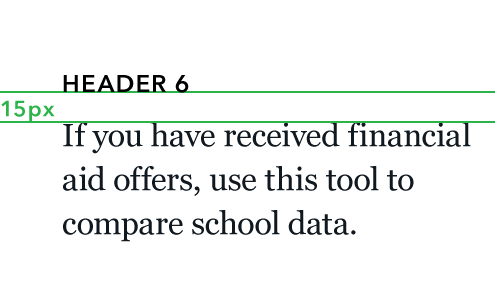 HEADER 6
15px
If you have received financial
aid offers, use this tool to
compare school data.